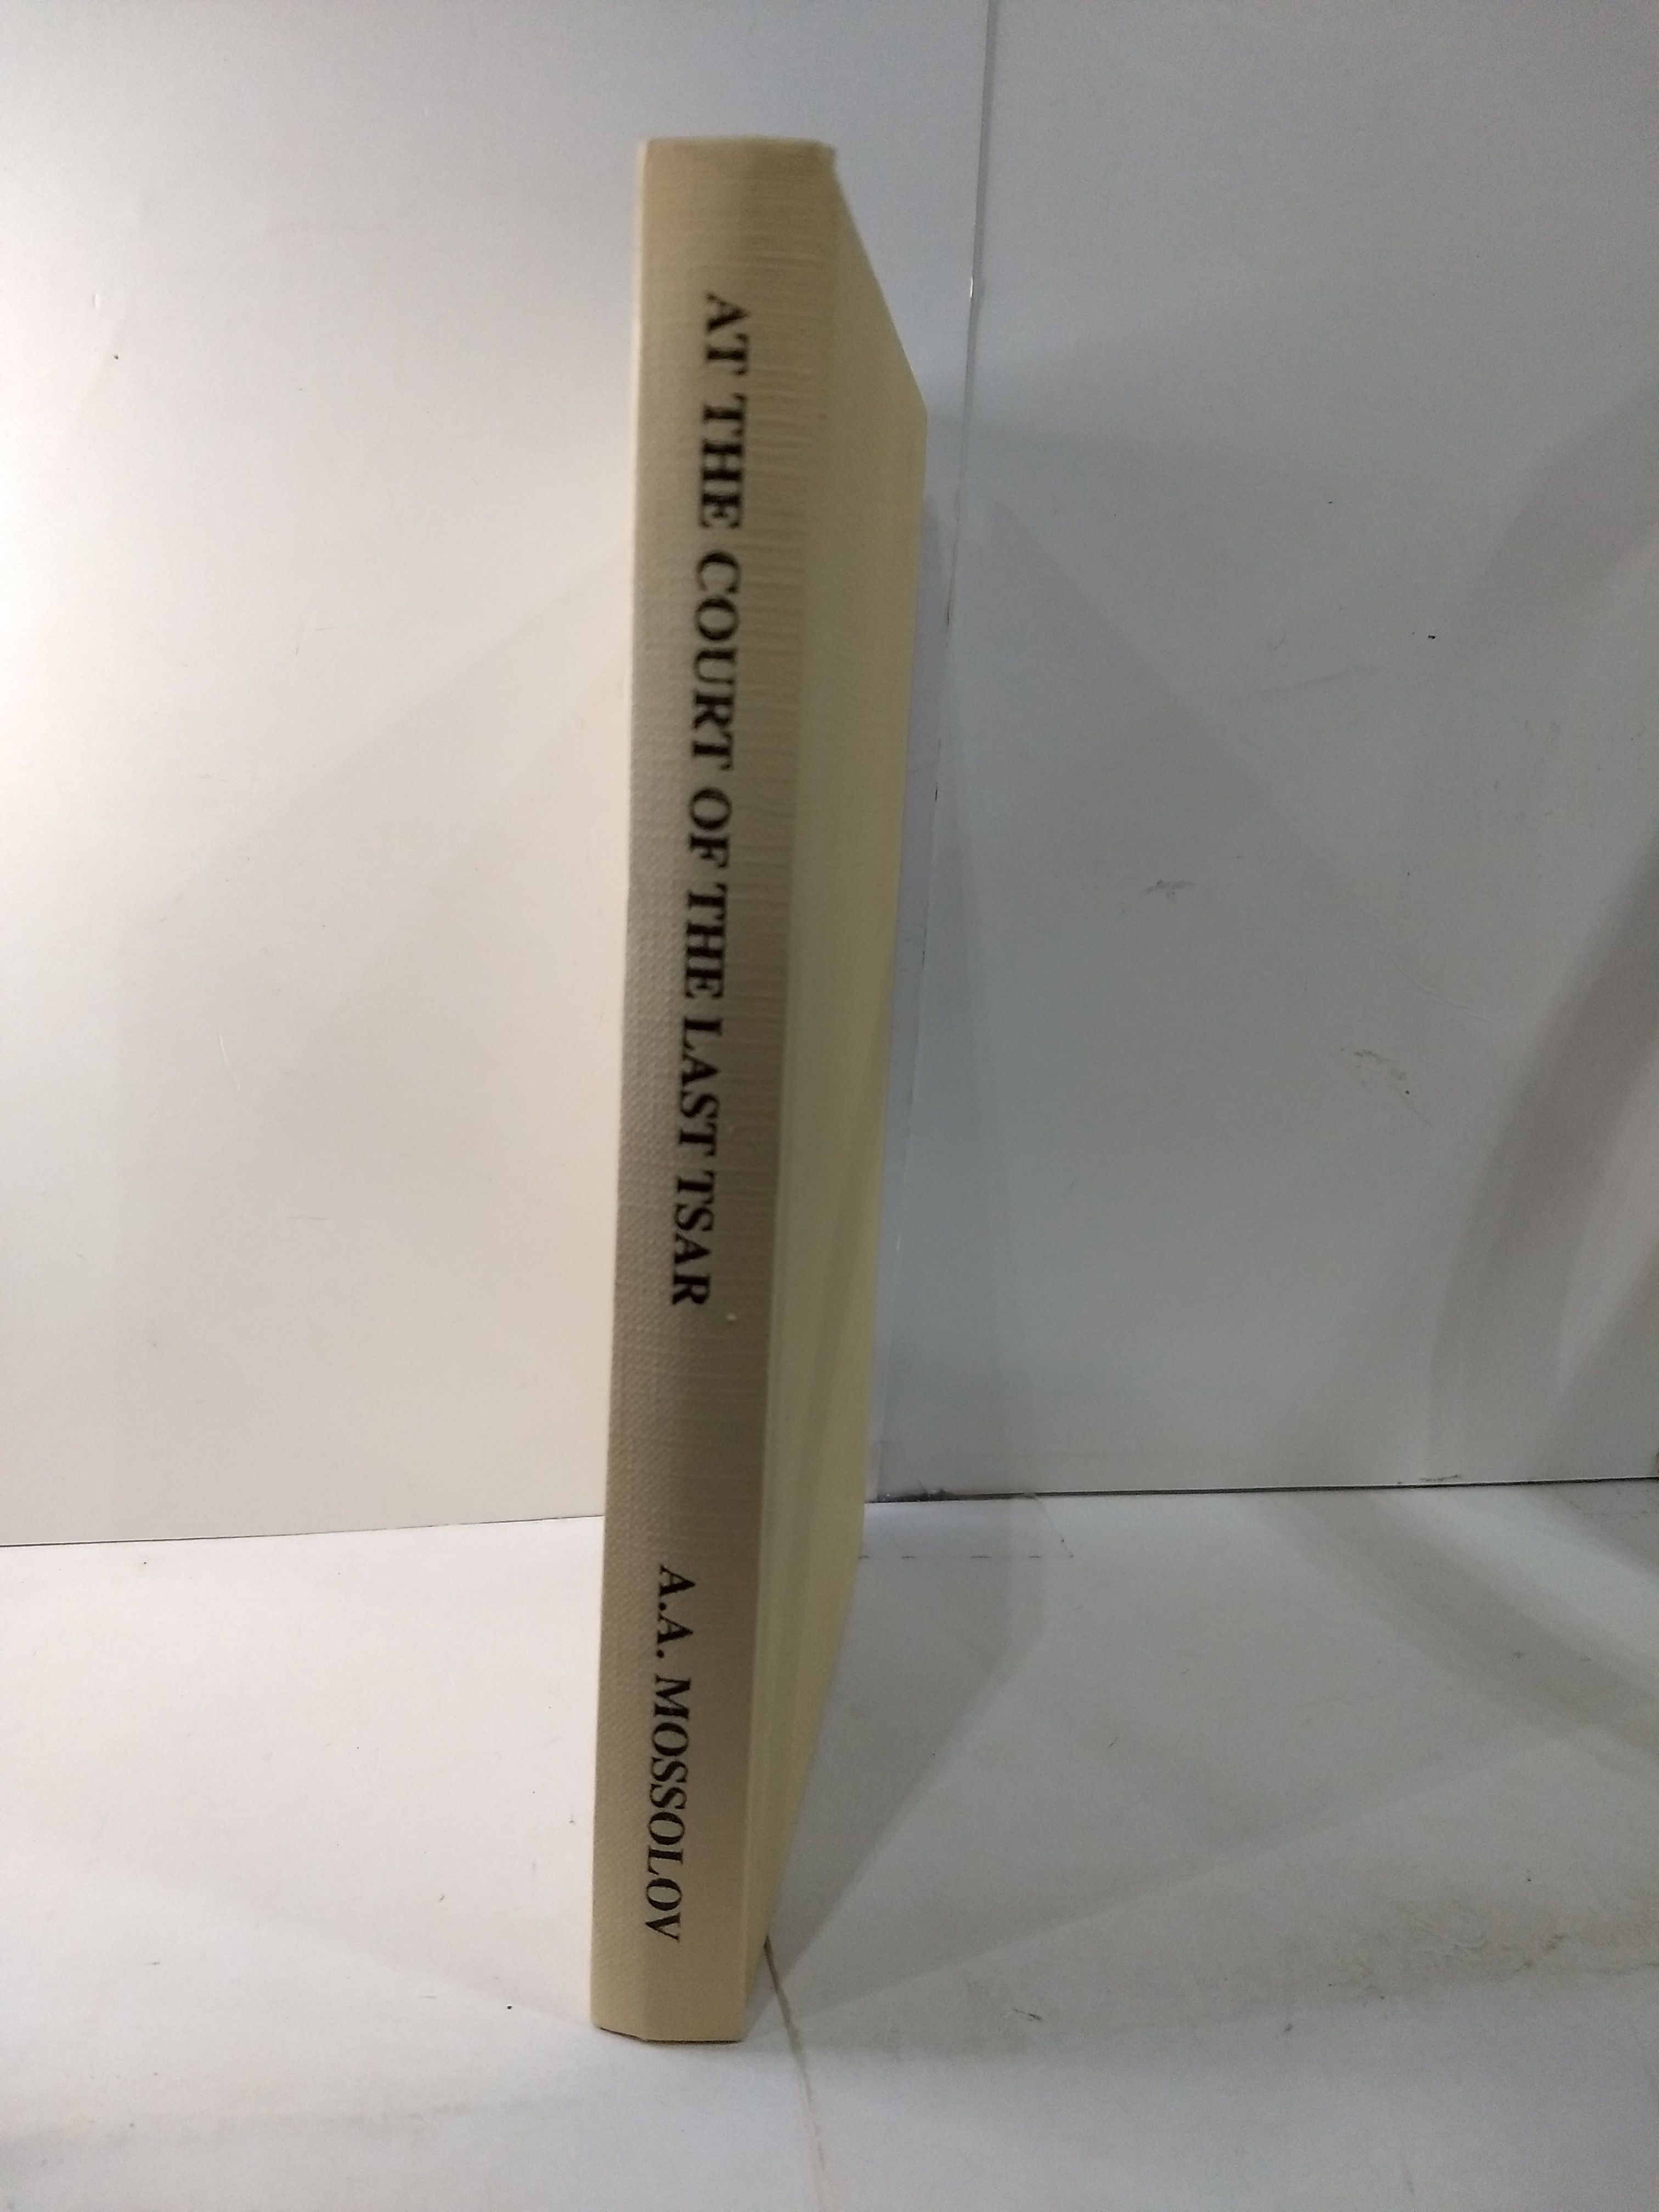 AT THE COURT OF THE LAST TSAR
A.A. MOSSOLOV